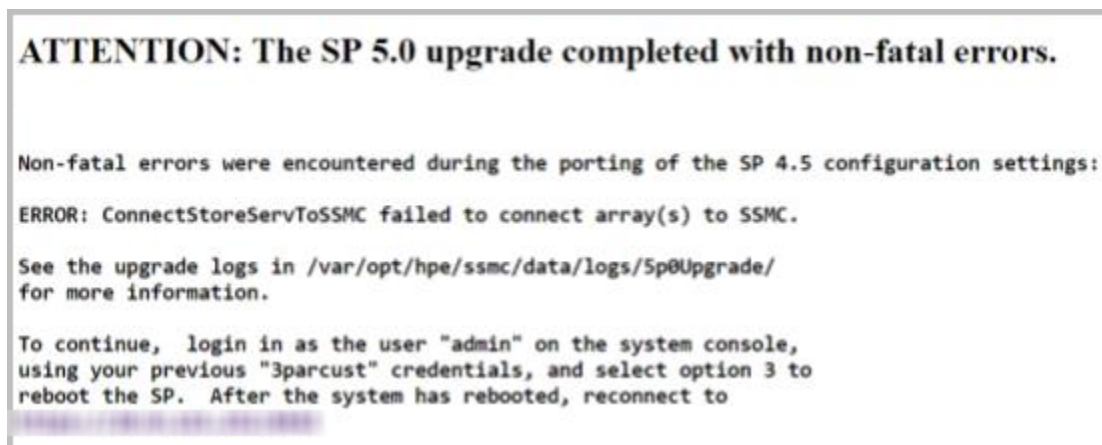 ATTENTION: The SP 5.0 upgrade completed with non-fatal errors.
Non-fatal errors were encountered during the porting of the SP 4.5 configuration settings:
ERROR: ConnectStoreServToSSMC failed to connect array(s) to SSMC.
See the upgrade logs in /var/opt/hpe/ssmc/data/logs/5p0Upgrade/
for more information.
To continue,  login in as the user "admin" on the system console,
using your previous "3parcust" credentials, and select option 3 to
reboot the SP.  After the system has rebooted, reconnect to